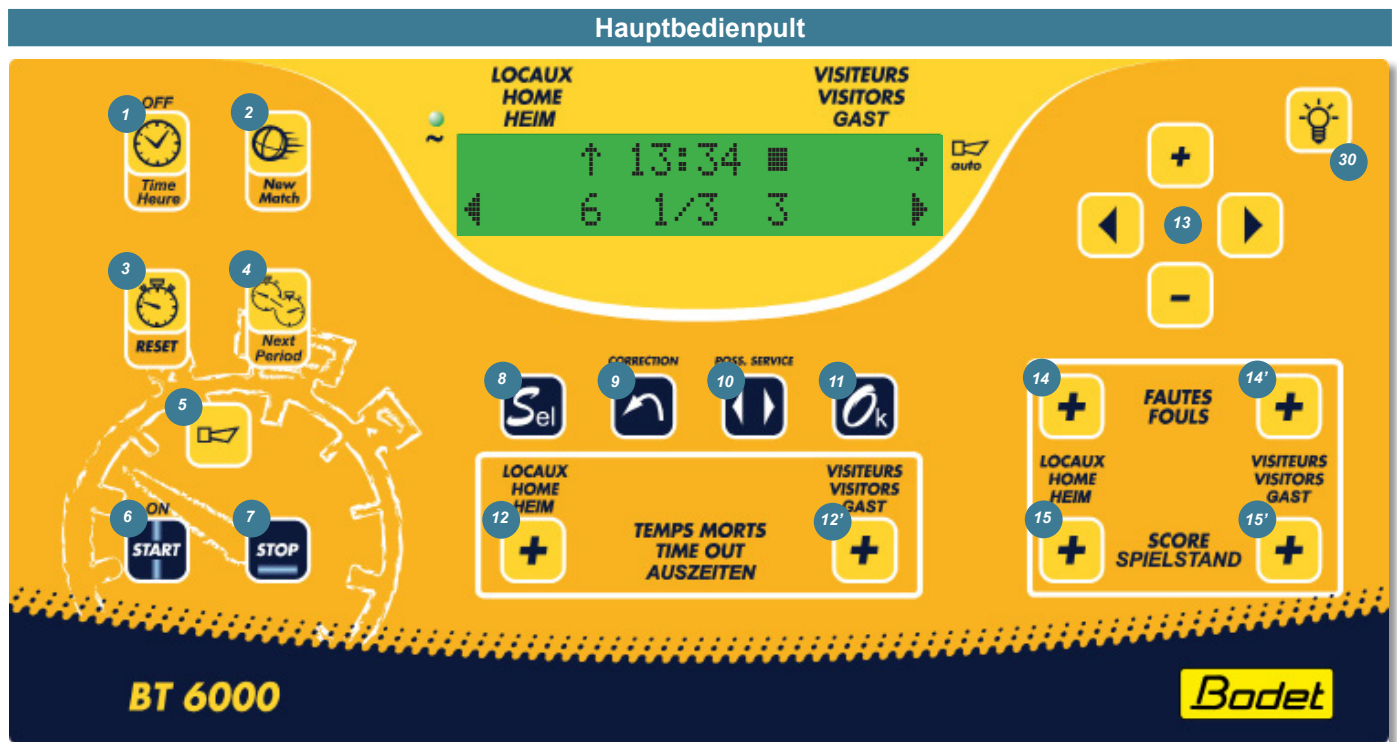 Hauptbedienpult
LOCAUX
HOME
HEIM
VISITEURS
VISITORS
GAST
1
OFF
Time
Heure
2
New
Match
~
↑ 13:34 ■ →
◀ 6 1/3 3 ▶
auto
30
+
◀ 13 ▶
-
3
RESET
4
Next
Period
5
6
ON
START
7
STOP
8
Sel
CORRECTION
9
POSS. SERVICE
10
11
Ok
LOCAUX
HOME
HEIM
12
+
TEMPS MORTS
TIME OUT
AUSZEITEN
VISITEURS
VISITORS
GAST
12'
+
14
+
FAUTES
FOULS
14'
+
LOCAUX
HOME
HEIM
VISITEURS
VISITORS
GAST
15
+
SCORE
SPIELSTAND
15'
+
BT 6000
Bodet